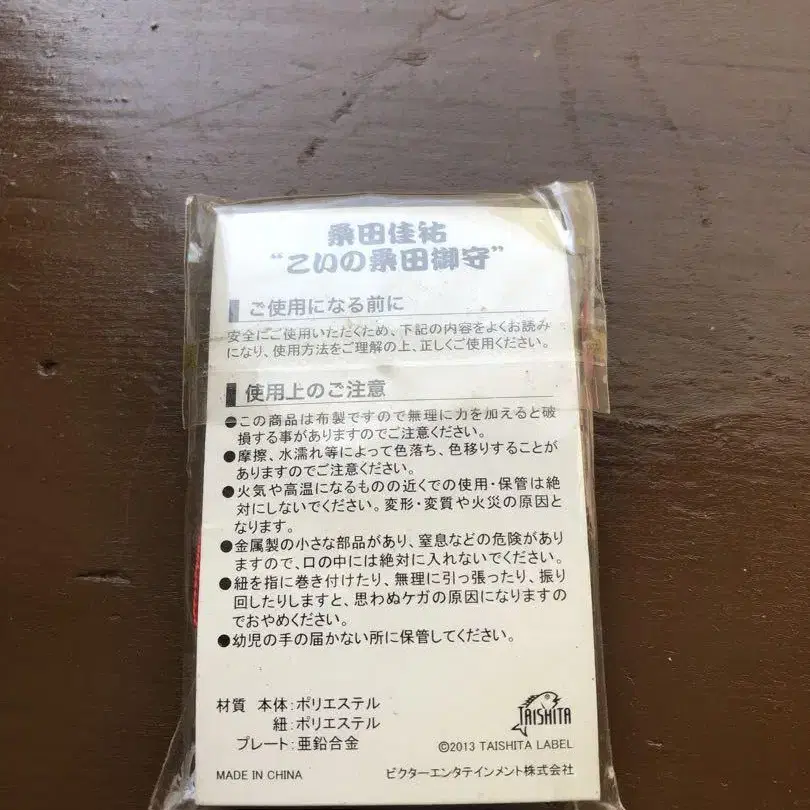 桑田佳祐
“こいの桑田御守”
ご使用になる前に
安全にご使用いただくため、下記の内容をよくお読み
になり、使用方法をご理解の上、正しくご使用ください。
使用上のご注意
●この商品は布製ですので無理に力を加えると破
損する事がありますのでご注意ください。
●摩擦、水濡れ等によって色落ち、色移りすることが
ありますのでご注意ください。
●火気や高温になるものの近くでの使用・保管は絶
対にしないでください。変形・変質や火災の原因と
なります。
●金属製の小さな部品があり、窒息などの危険があり
ますので、口の中には絶対に入れないでください。
●紐を指に巻き付けたり、無理に引っ張ったり、振り
回したりしますと、思わぬケガの原因になりますの
でおやめください。
●幼児の手の届かない所に保管してください。
材質 本体:ポリエステル
紐:ポリエステル
プレート:亜鉛合金
TAISHITA
©2013 TAISHITA LABEL
MADE IN CHINA ビクターエンタテインメント株式会社